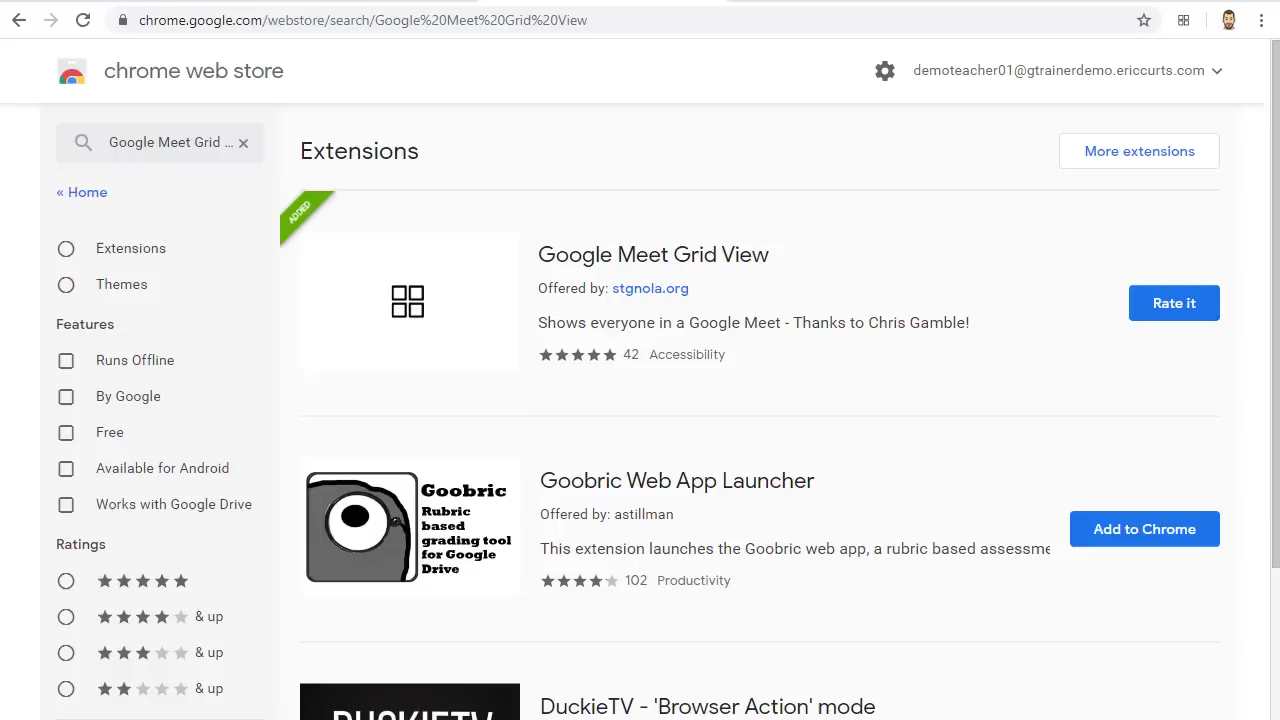 chrome.google.com/webstore/search/Google%20Meet%20Grid%20View
chrome web store
demoteacher01@gtrainerdemo.ericcurts.com
Google Meet Grid ...
« Home
Extensions
Themes
Features
Runs Offline
By Google
Free
Available for Android
Works with Google Drive
Ratings
& up
& up
& up
Extensions
More extensions
ADDED
Google Meet Grid View
Offered by: stgnola.org
Shows everyone in a Google Meet - Thanks to Chris Gamble!
42 Accessibility
Rate it
Goobric
Rubric
based
grading tool
for Google
Drive
Goobric Web App Launcher
Offered by: astillman
This extension launches the Goobric web app, a rubric based assessme
102 Productivity
Add to Chrome
DUCKIETV
DuckieTV - 'Browser Action' mode